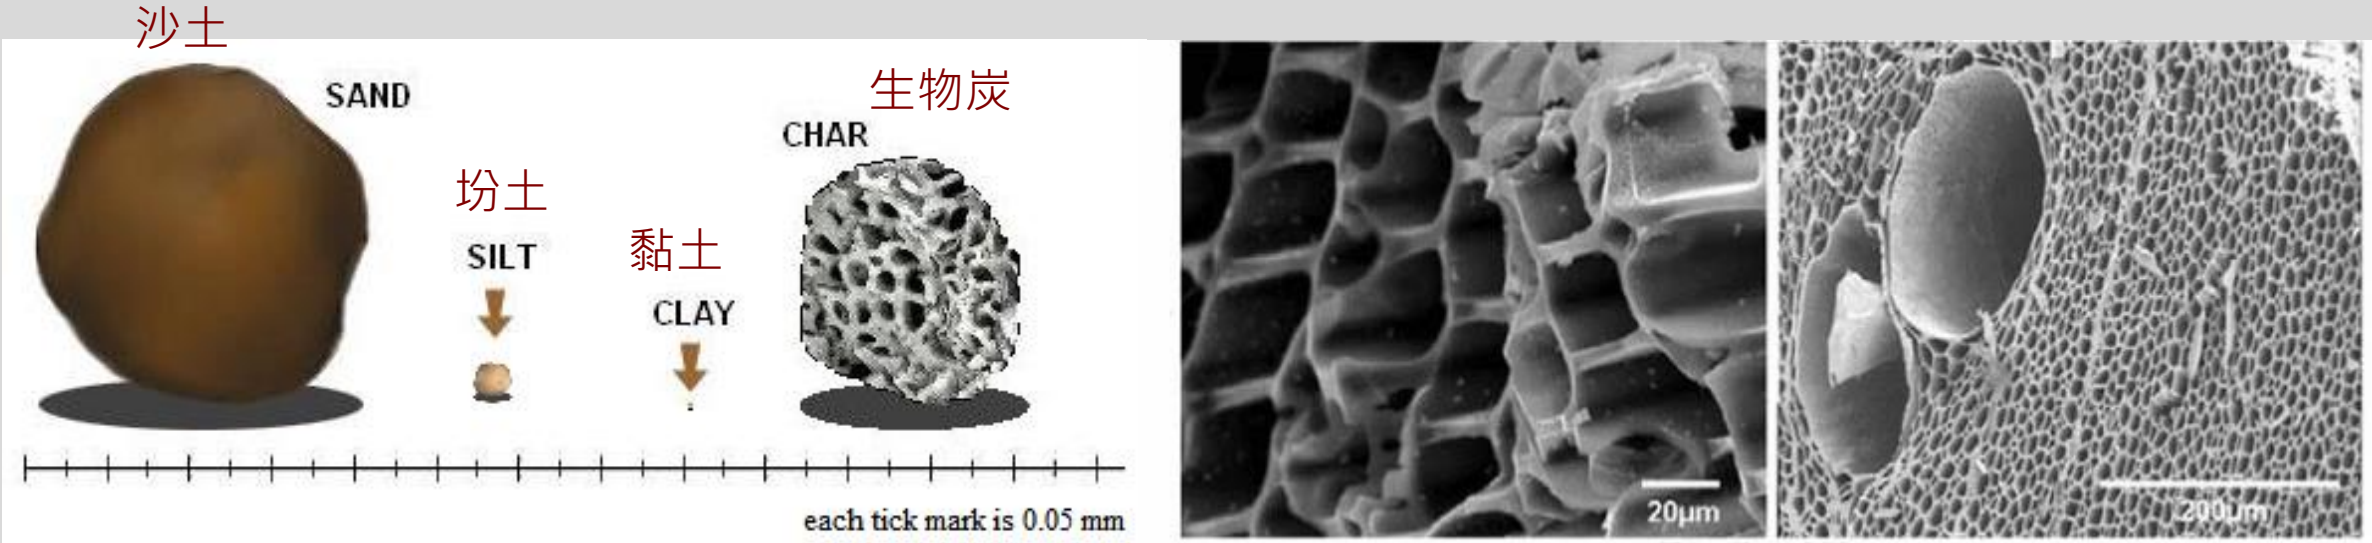 沙土
SAND
坋土
SILT
黏土
CLAY
生物炭
CHAR
each tick mark is 0.05 mm
20μm
200μm